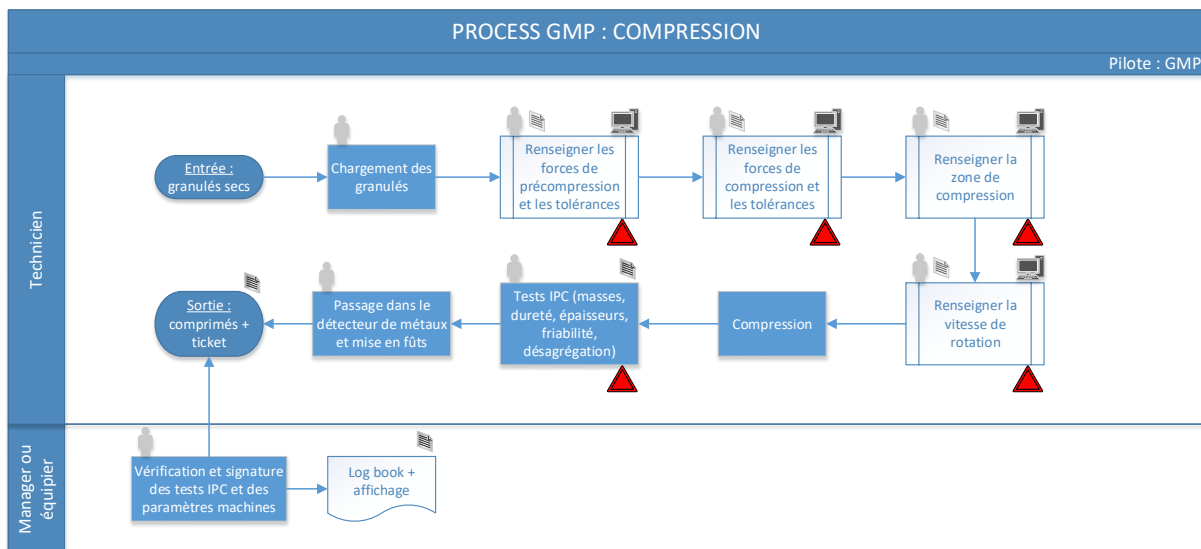 PROCESS GMP : COMPRESSION
Pilote : GMP
Technicien
Entrée :
granulés secs
Chargement des
granulés
Renseigner les
forces de
précompression
et les tolérances
Renseigner les
forces de
compression et
les tolérances
Renseigner la
zone de
compression
Sortie :
comprimés +
ticket
Passage dans le
détecteur de métaux
et mise en fûts
Tests IPC (masses,
dureté, épaisseurs,
friabilité,
désagrégation)
Compression
Renseigner la
vitesse de
rotation
Manager ou
équipier
Vérification et signature
des tests IPC et des
paramètres machines
Log book +
affichage